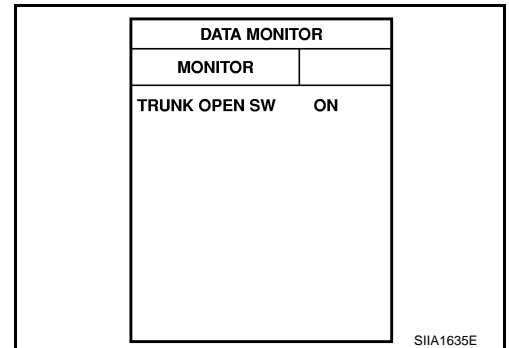 DATA MONITOR
MONITOR
TRUNK OPEN SW ON
SIIA1635E